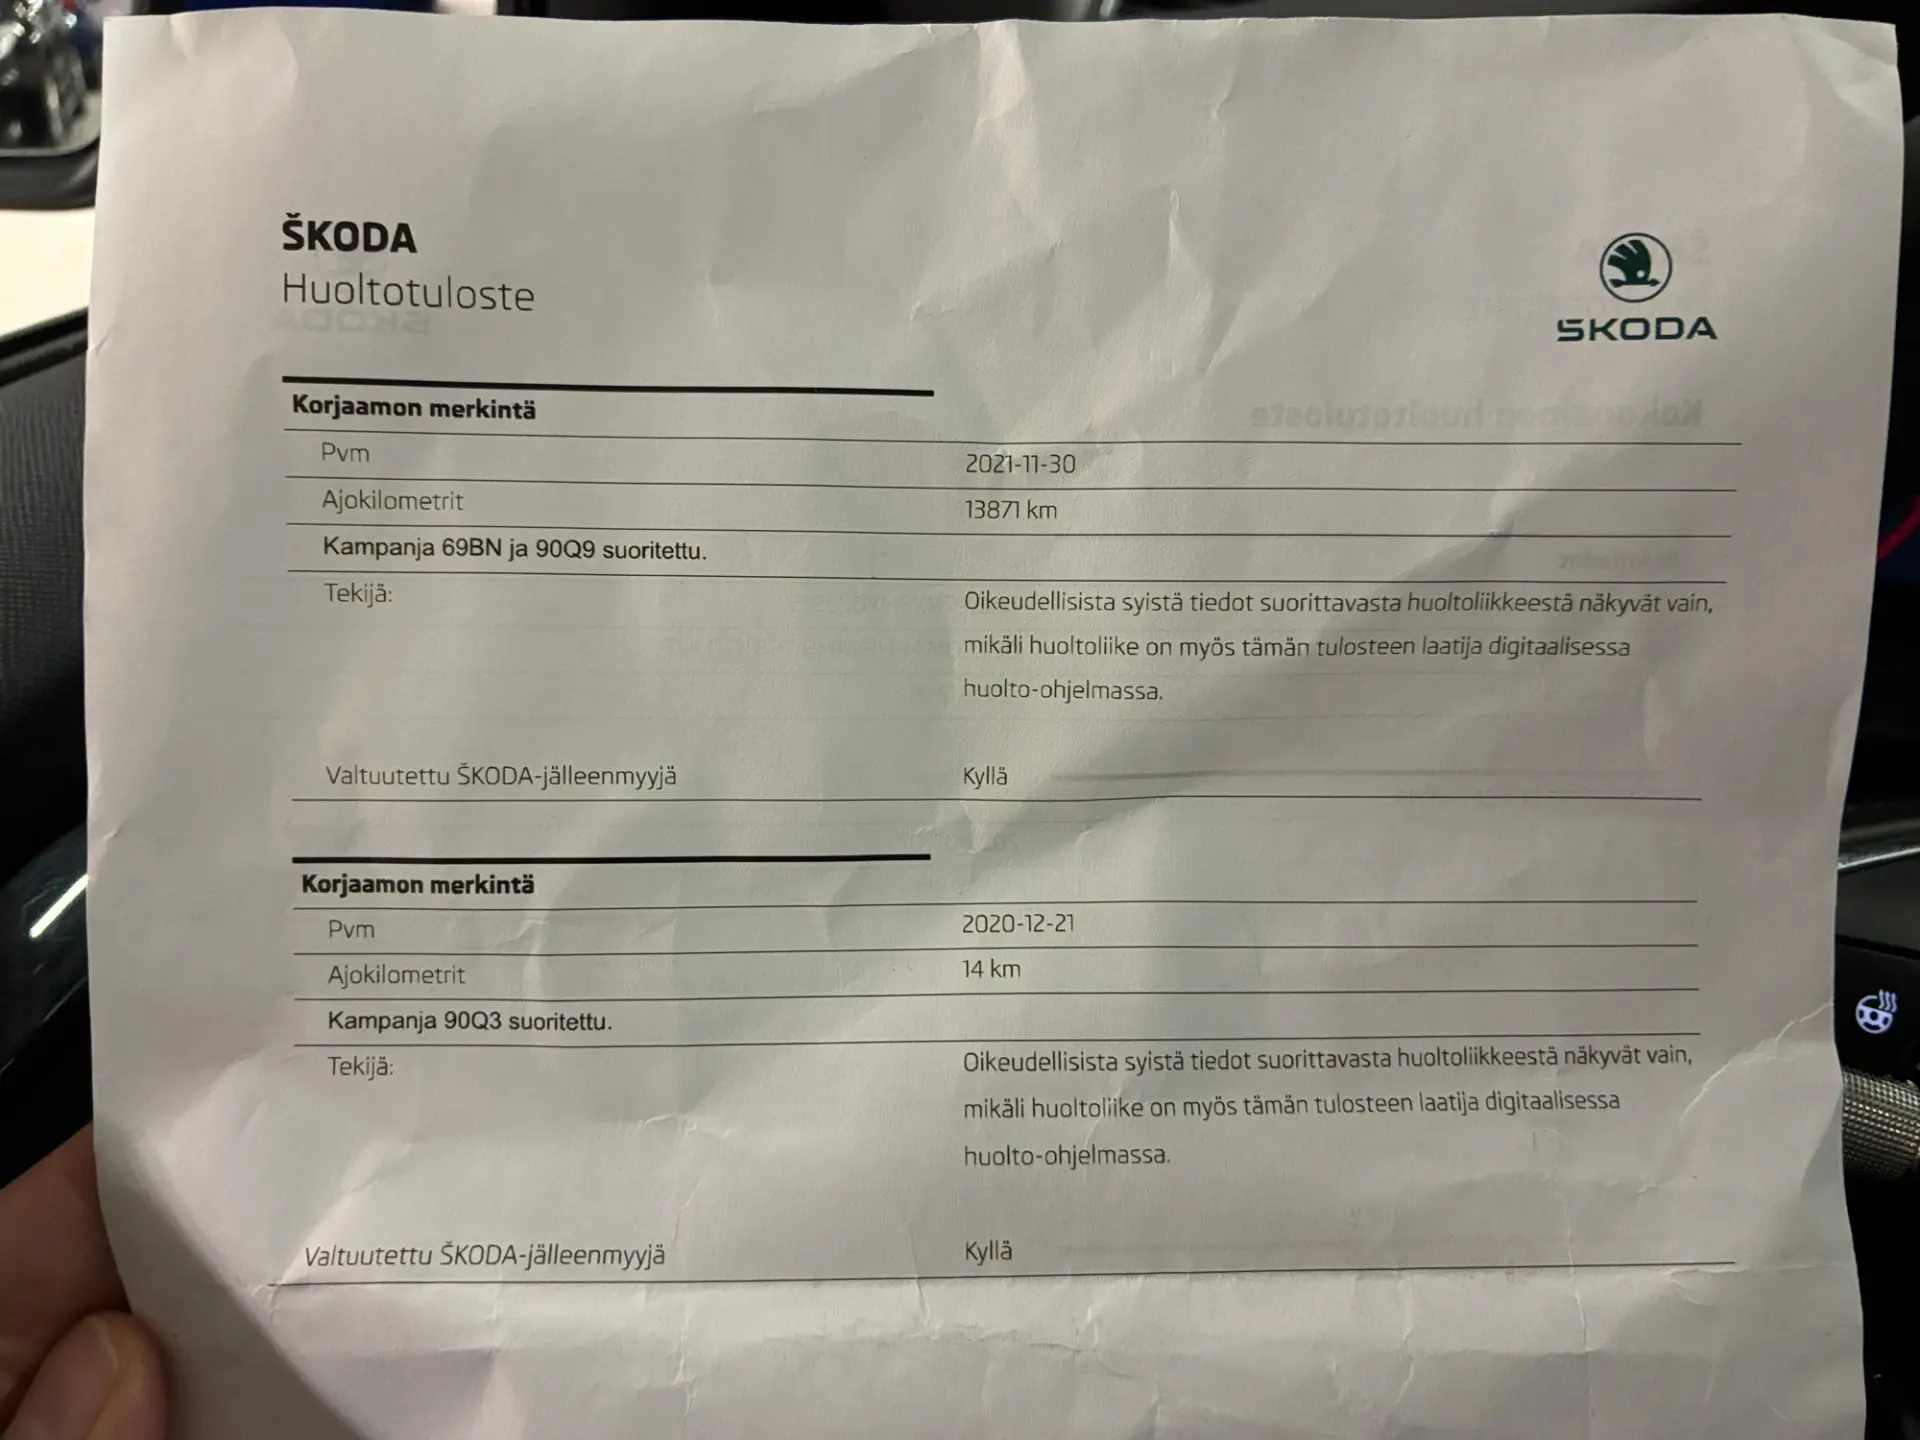 ŠKODA
Huoltotuloste
ŠKODA
Korjaamon merkintä
Pvm 2021-11-30
Ajokilometrit 13871 km
Kampanja 69BN ja 90Q9 suoritettu.
Tekijä: Oikeudellisista syistä tiedot suorittavasta huoltoliikkeestä näkyvät vain,
mikäli huoltoliike on myös tämän tulosteen laatija digitaalisessa
huolto-ohjelmassa.
Valtuutettu ŠKODA-jälleenmyyjä Kyllä
Korjaamon merkintä
Pvm 2020-12-21
Ajokilometrit 14 km
Kampanja 90Q3 suoritettu.
Tekijä: Oikeudellisista syistä tiedot suorittavasta huoltoliikkeestä näkyvät vain,
mikäli huoltoliike on myös tämän tulosteen laatija digitaalisessa
huolto-ohjelmassa.
Valtuutettu ŠKODA-jälleenmyyjä Kyllä